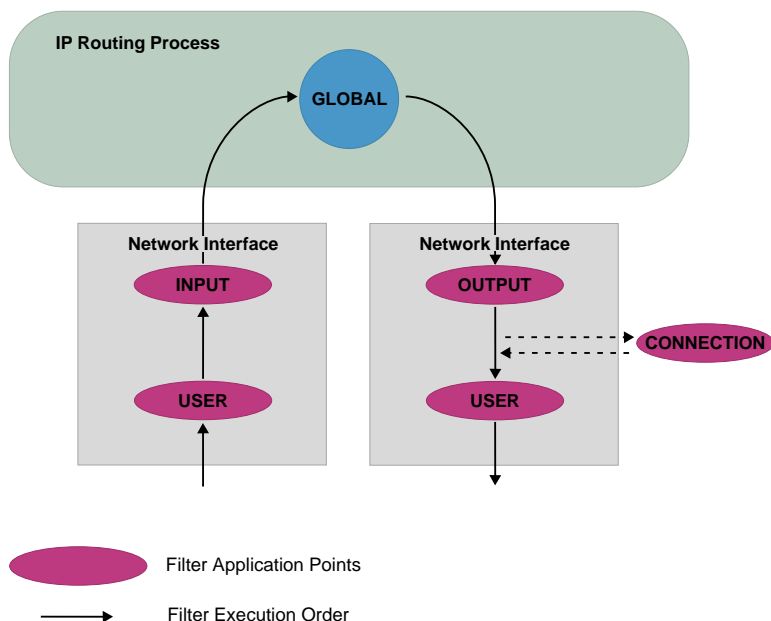 IP Routing Process
GLOBAL
Network Interface
INPUT
USER
Network Interface
OUTPUT
CONNECTION
USER
Filter Application Points
Filter Execution Order